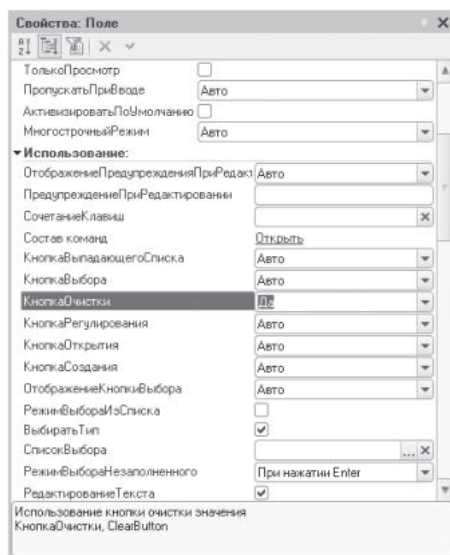 Свойства: Поле
ТолькоПросмотр
ПропускатьПриВводе Авто
АктивизироватьПоУмолчанию
МногострочныйРежим Авто
Использование:
ОтображениеПредупрежденияПриРедакт Авто
ПредупреждениеПриРедактировании
СочетаниеКлавиш
Состав команд Открыть
КнопкаВыпадающегоСписка Авто
КнопкаВыбора Авто
КнопкаОчистки Да
КнопкаРегулирования Авто
КнопкаОткрытия Авто
КнопкаСоздания Авто
ОтображениеКнопкиВыбора Авто
РежимВыбораИзСписка
ВыбиратьТип
СписокВыбора ...
РежимВыбораНезаполненного При нажатии Enter
РедактированиеТекста
Использование кнопки очистки значения
КнопкаОчистки, ClearButton